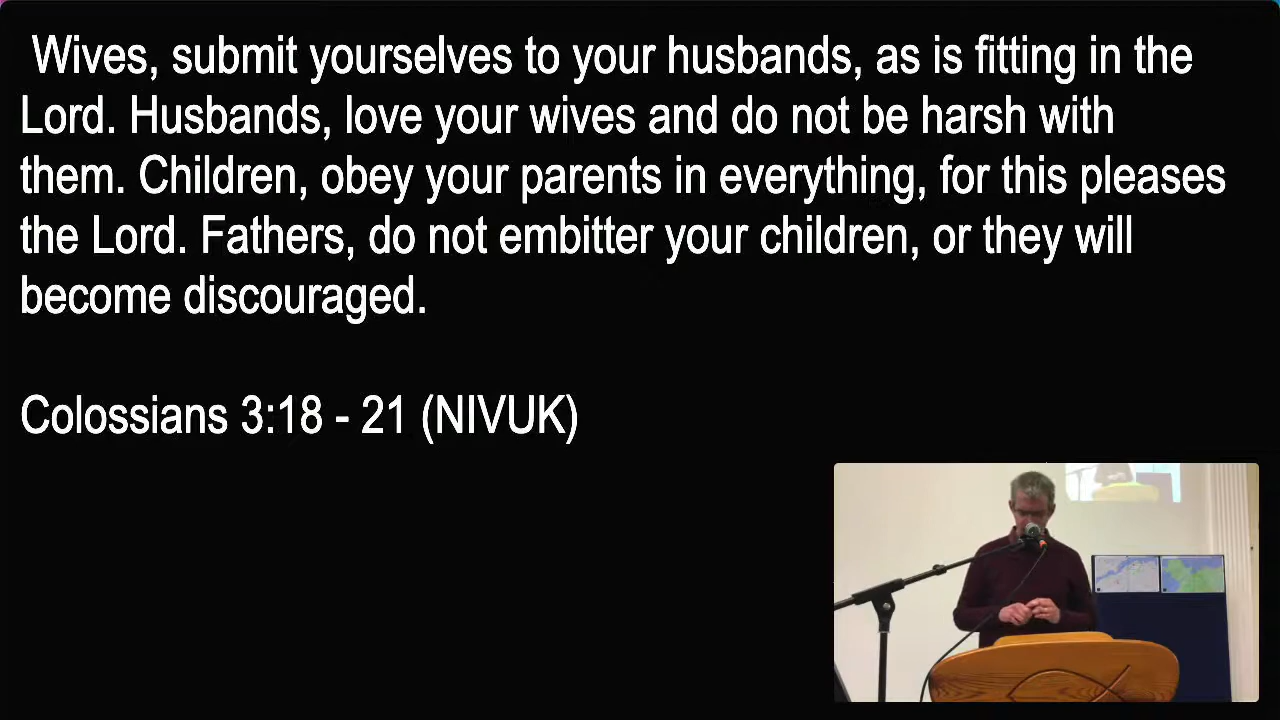 Wives, submit yourselves to your husbands, as is fitting in the
Lord. Husbands, love your wives and do not be harsh with
them. Children, obey your parents in everything, for this pleases
the Lord. Fathers, do not embitter your children, or they will
become discouraged.
Colossians 3:18 - 21 (NIVUK)